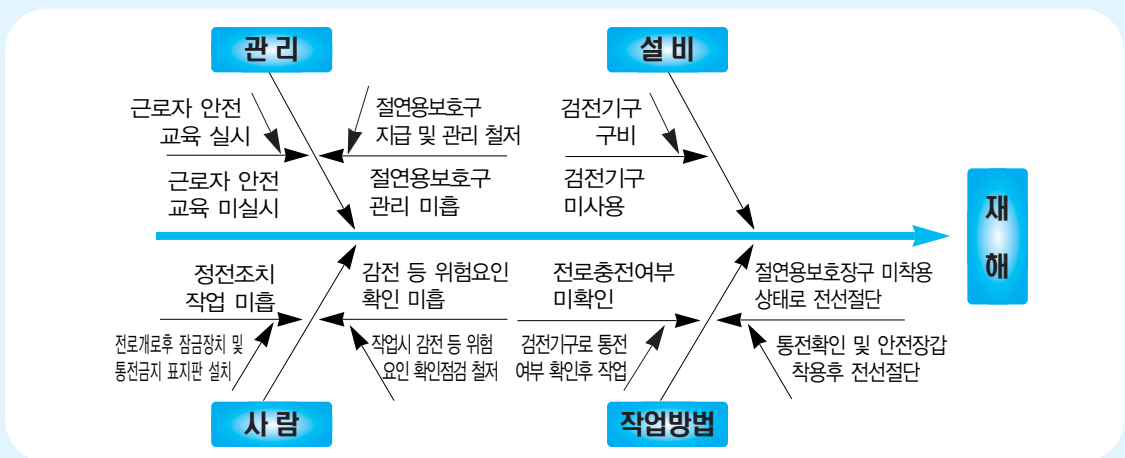 관 리
설 비
근로자 안전
교육 실시
절연용보호구
지급 및 관리 철저
검전기구
구비
근로자 안전
교육 미실시
절연용보호구
관리 미흡
검전기구
미사용
재
해
정전조치
작업 미흡
감전 등 위험요인
확인 미흡
전로충전여부
미확인
절연용보호장구 미착용
상태로 전선절단
전로개로후 잠금장치 및
통전금지 표지판 설치
작업시 감전 등 위험
요인 확인점검 철저
검전기구로 통전
여부 확인후 작업
통전확인 및 안전장갑
착용후 전선절단
사 람
작업방법